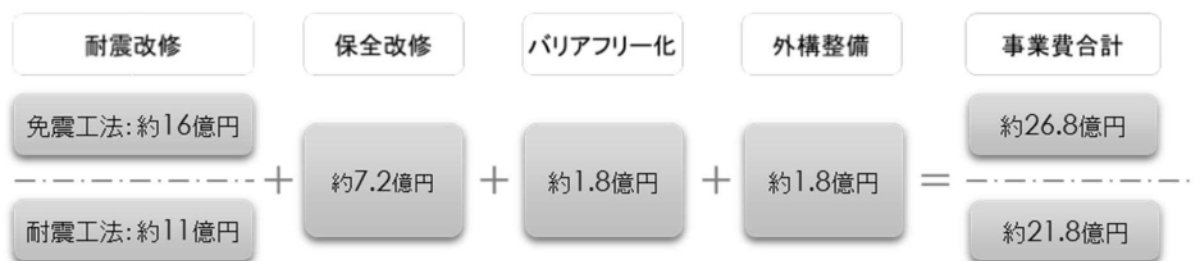 耐震改修
保全改修
バリアフリー化
外構整備
事業費合計
免震工法:約16億円
耐震工法:約11億円
+
約7.2億円
+
約1.8億円
+
約1.8億円
=
約26.8億円
約21.8億円